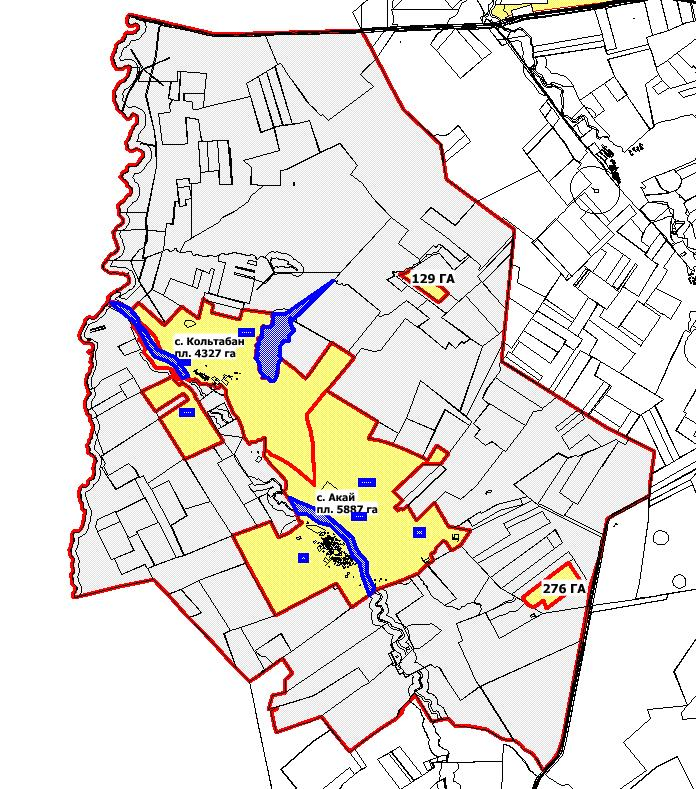 129 ГА
с. Кольтабан
пл. 4327 га
с. Акай
пл. 5887 га
276 ГА